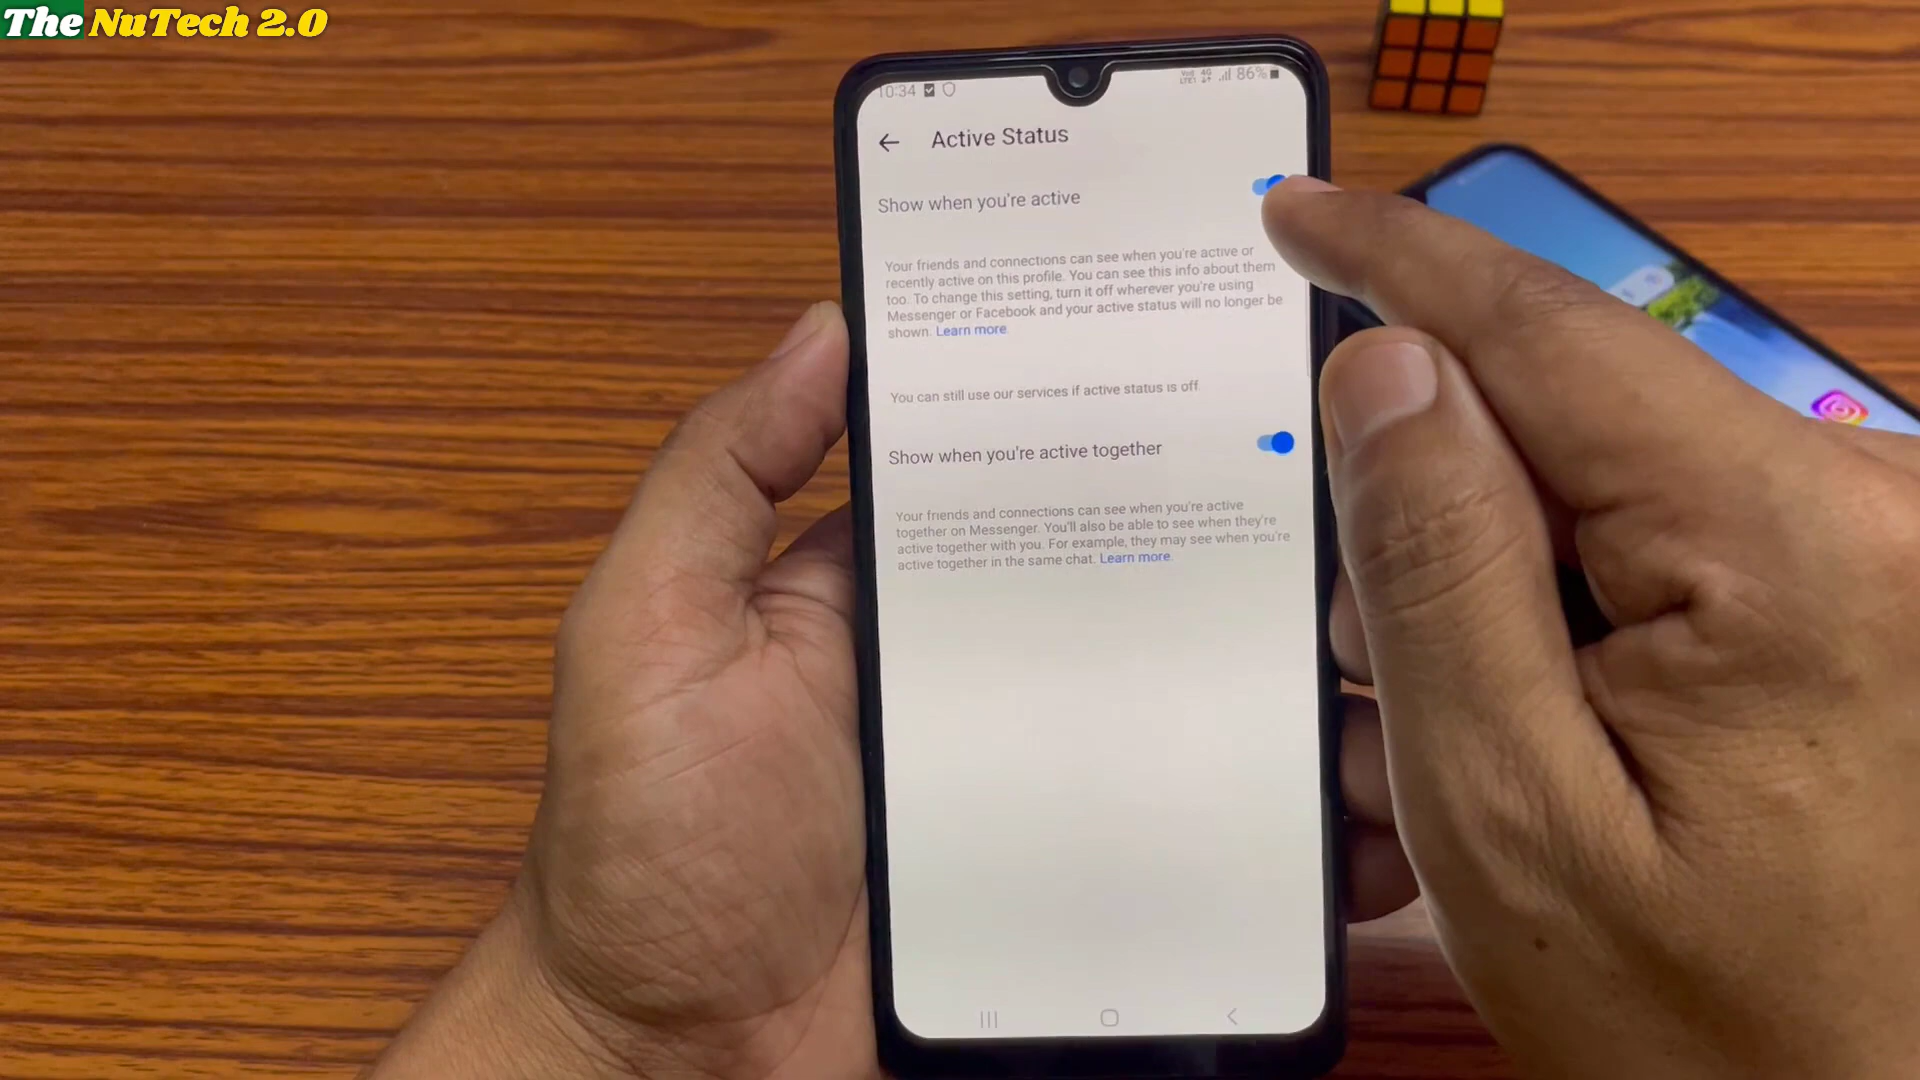 The NuTech 2.0
10:34
VoD LTE1 4G 86%
Active Status
Show when you're active
Your friends and connections can see when you're active or
recently active on this profile. You can see this info about them
too. To change this setting, turn it off wherever you're using
Messenger or Facebook and your active status will no longer be
shown. Learn more.
You can still use our services if active status is off
Show when you're active together
Your friends and connections can see when you're active
together on Messenger. You'll also be able to see when they're
active together with you. For example, they may see when you're
active together in the same chat. Learn more.